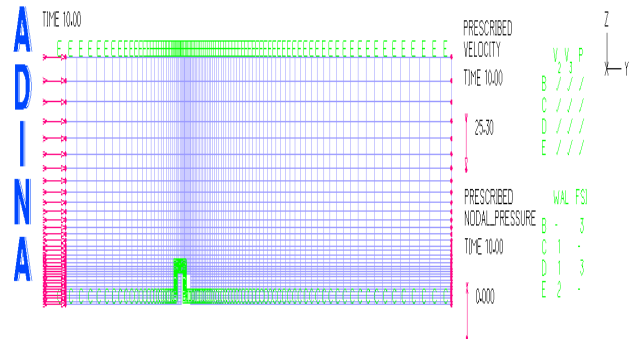 ADINA
TIME 10.00
PRESCRIBED
VELOCITY
TIME 10.00
25.30
PRESCRIBED
NODAL_PRESSURE
TIME 10.00
0.000
Z
X Y
V V P
2 3
B / / /
C / / /
D / / /
E / / /
WAL FSI
B - 3
C 1 -
D 1 3
E 2 -